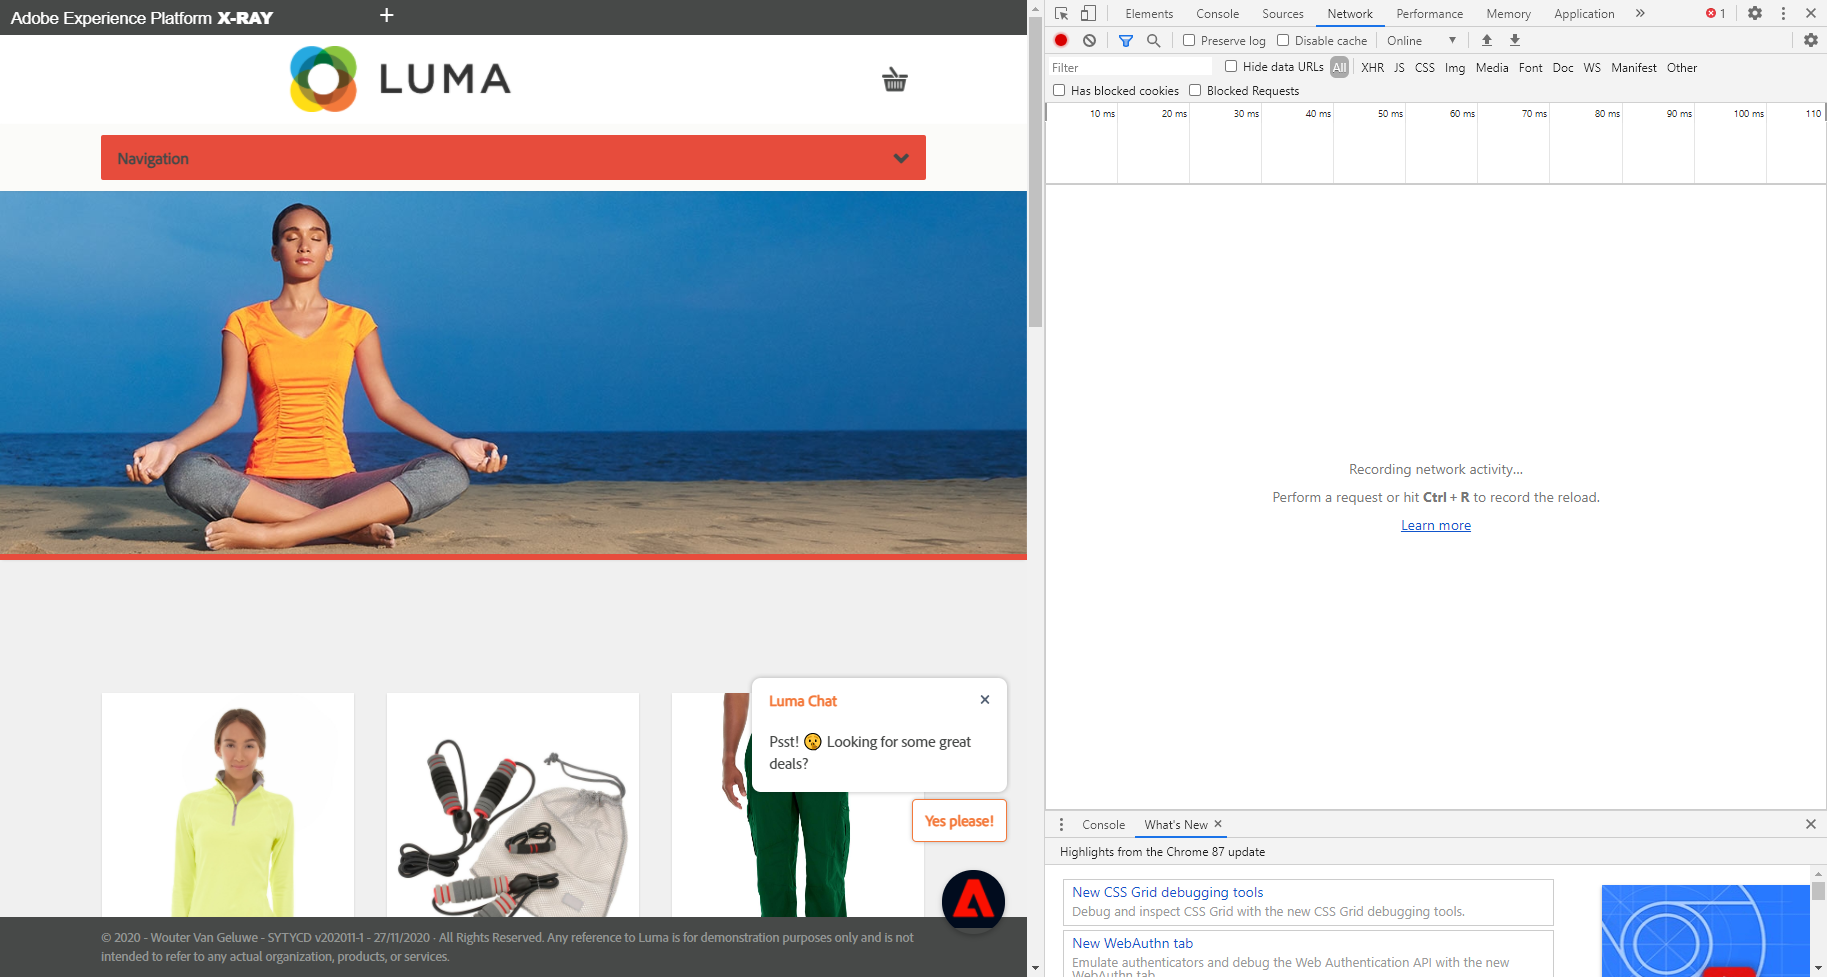 Adobe Experience Platform X-RAY
LUMA
Navigation
Luma Chat
Psst! 🤫 Looking for some great
deals?
Yes please!
© 2020 - Wouter Van Geluwe - SYTYCD v202011-1 - 27/11/2020 · All Rights Reserved. Any reference to Luma is for demonstration purposes only and is not
intended to refer to any actual organization, products, or services.
Elements Console Sources Network Performance Memory Application » 1
Preserve log Disable cache Online
Filter Hide data URLs All XHR JS CSS Img Media Font Doc WS Manifest Other
Has blocked cookies Blocked Requests
10 ms 20 ms 30 ms 40 ms 50 ms 60 ms 70 ms 80 ms 90 ms 100 ms 110
Recording network activity...
Perform a request or hit Ctrl + R to record the reload.
Learn more
Console What's New
Highlights from the Chrome 87 update
New CSS Grid debugging tools
Debug and inspect CSS Grid with the new CSS Grid debugging tools.
New WebAuthn tab
Emulate authenticators and debug the Web Authentication API with the new
WebAuthn tab